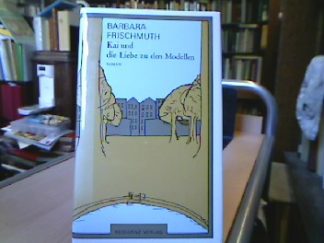 BARBARA
FRISCHMUTH
Kai und
die Liebe zu den Modellen
ROMAN
RESIDENZ VERLAG